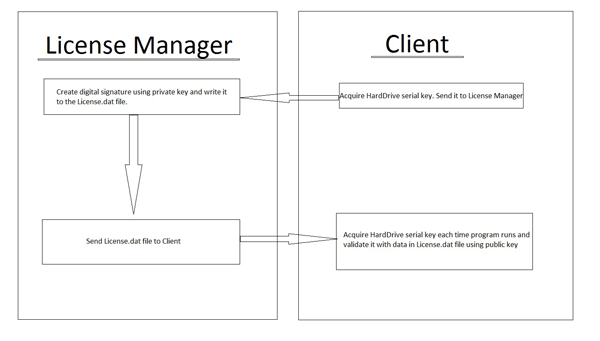 License Manager
Client
Create digital signature using private key and write it
to the License.dat file.
Acquire HardDrive serial key. Send it to License Manager
Send License.dat file to Client
Acquire HardDrive serial key each time program runs and
validate it with data in License.dat file using public key